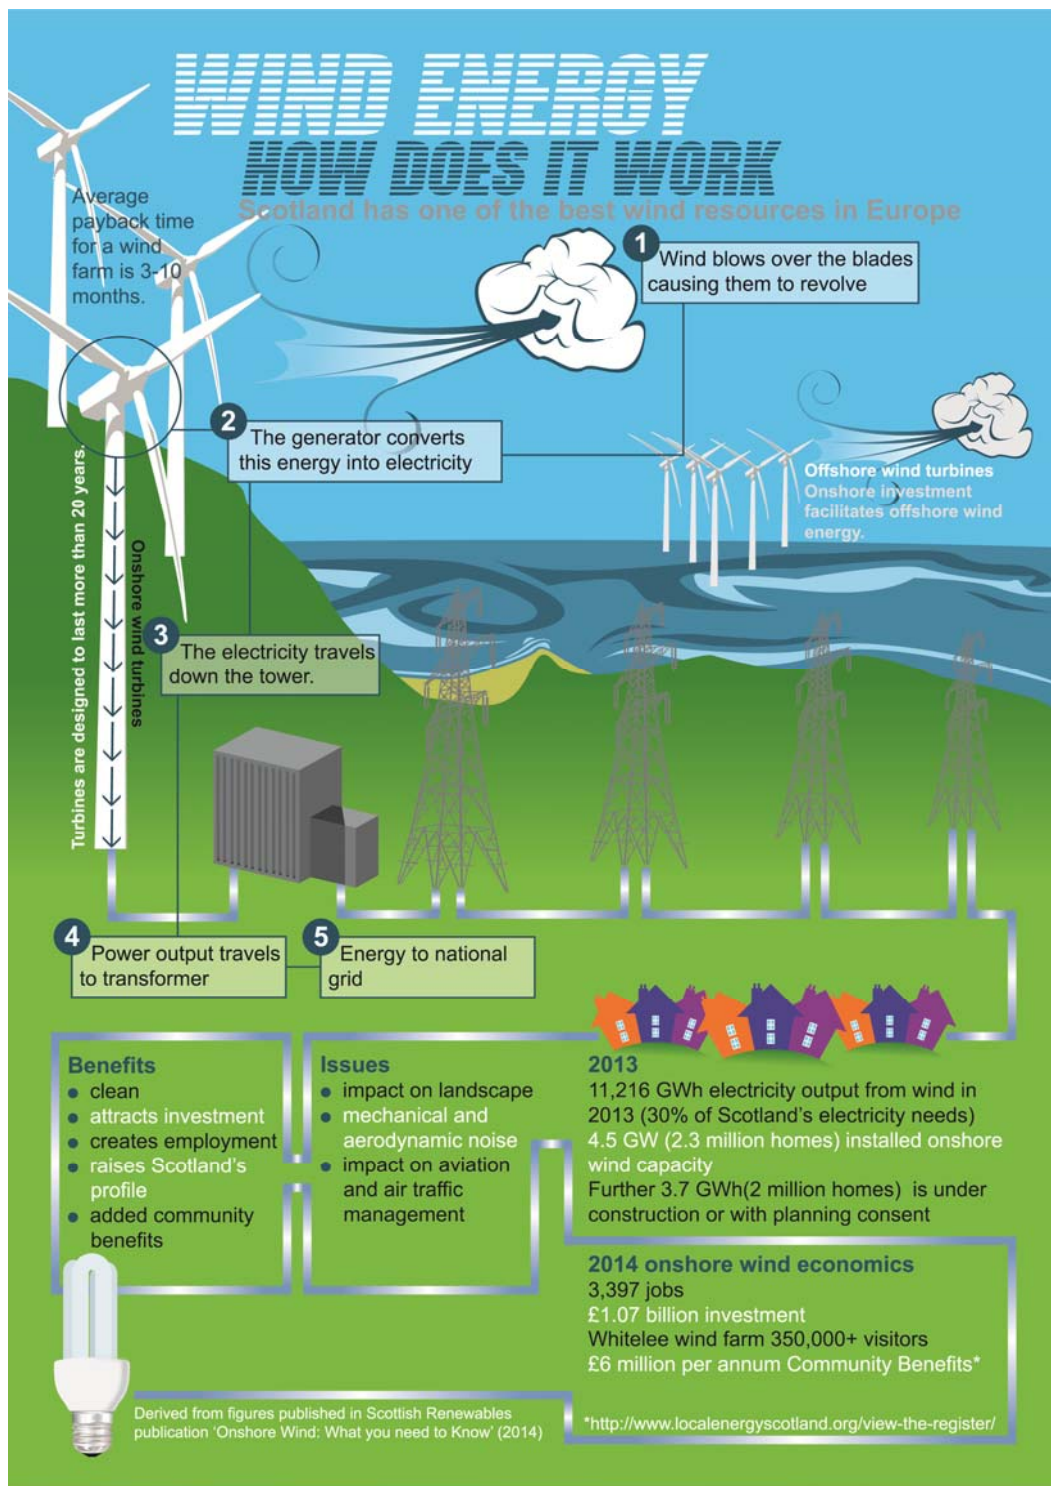 WIND ENERGY
HOW DOES IT WORK
Scotland has one of the best wind resources in Europe
Average
payback time
for a wind
farm is 3-10
months.
1
Wind blows over the blades
causing them to revolve
2
The generator converts
this energy into electricity
Offshore wind turbines
Onshore investment
facilitates offshore wind
energy.
Turbines are designed to last more than 20 years.
Onshore wind turbines
3
The electricity travels
down the tower.
4
Power output travels
to transformer
5
Energy to national
grid
Benefits
• clean
• attracts investment
• creates employment
• raises Scotland's
profile
• added community
benefits
Issues
• impact on landscape
• mechanical and
aerodynamic noise
• impact on aviation
and air traffic
management
2013
11,216 GWh electricity output from wind in
2013 (30% of Scotland's electricity needs)
4.5 GW (2.3 million homes) installed onshore
wind capacity
Further 3.7 GWh(2 million homes) is under
construction or with planning consent
2014 onshore wind economics
3,397 jobs
£1.07 billion investment
Whitelee wind farm 350,000+ visitors
£6 million per annum Community Benefits*
*http://www.localenergyscotland.org/view-the-register/
Derived from figures published in Scottish Renewables
publication 'Onshore Wind: What you need to Know' (2014)